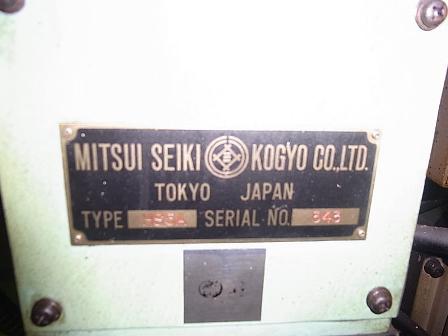 MITSUI SEIKI KOGYO CO.,LTD.
TOKYO JAPAN
TYPE SERIAL NO.